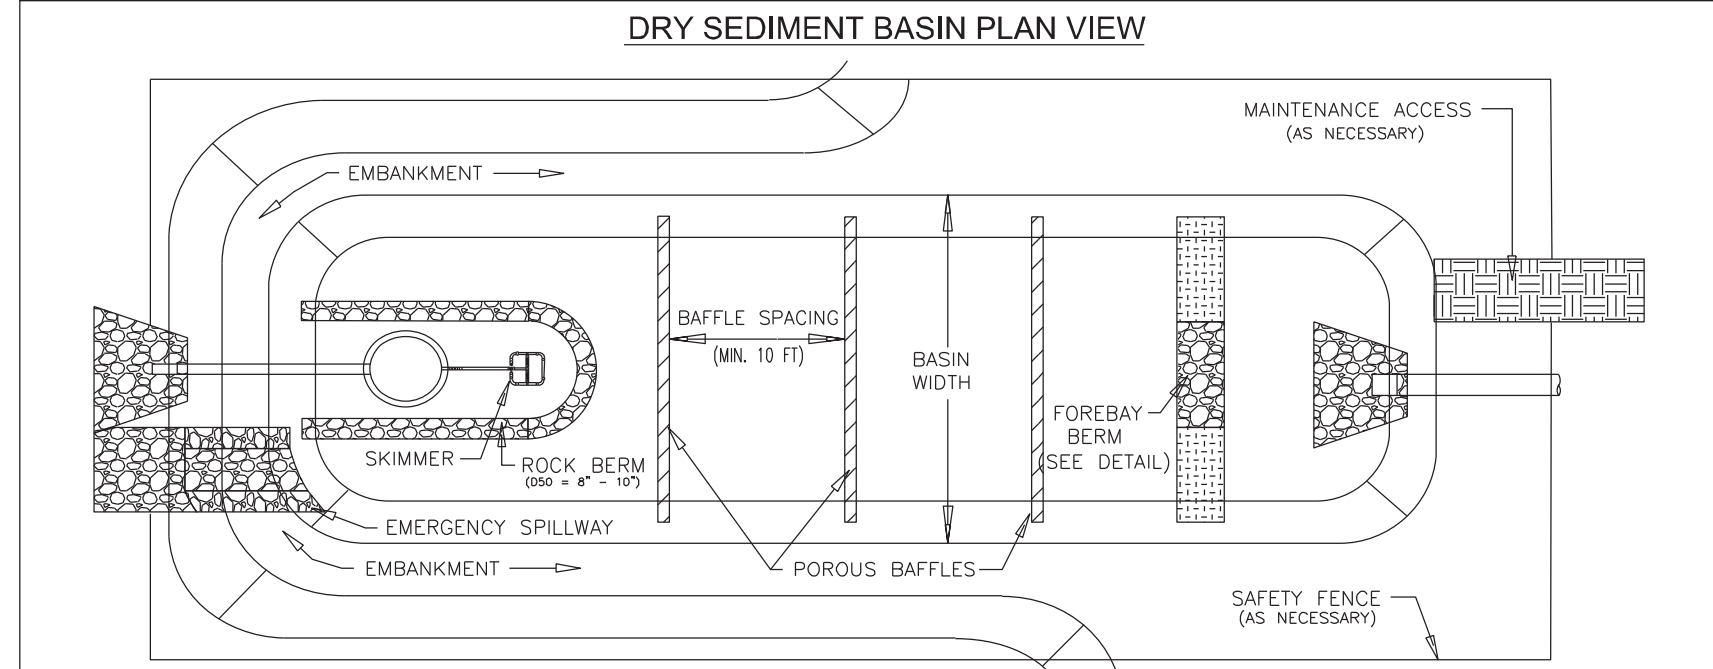 DRY SEDIMENT BASIN PLAN VIEW
MAINTENANCE ACCESS
(AS NECESSARY)
EMBANKMENT
BAFFLE SPACING
(MIN. 10 FT)
BASIN
WIDTH
FOREBAY
BERM
(SEE DETAIL)
SKIMMER
ROCK BERM
(D50 = 8" - 10")
EMERGENCY SPILLWAY
EMBANKMENT
POROUS BAFFLES
SAFETY FENCE
(AS NECESSARY)